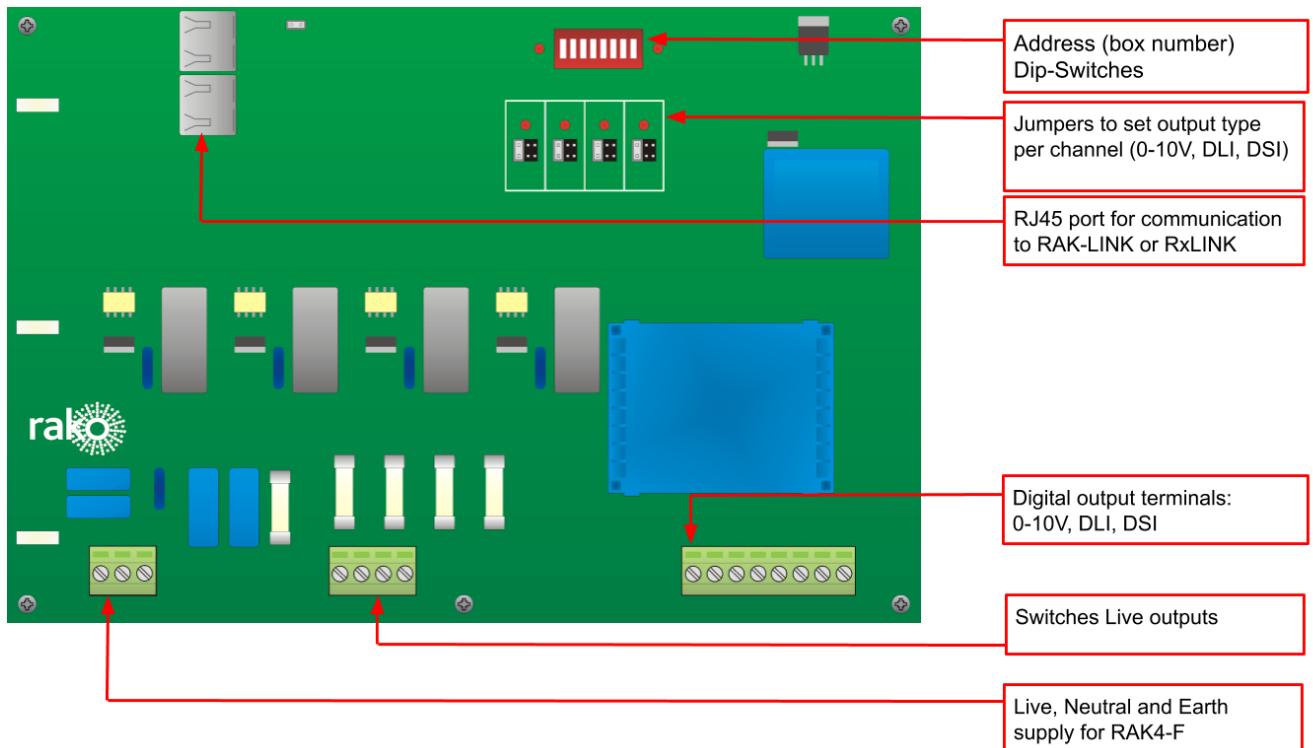 Address (box number)
Dip-Switches
Jumpers to set output type
per channel (0-10V, DLI, DSI)
RJ45 port for communication
to RAK-LINK or RxLINK
rako
Digital output terminals:
0-10V, DLI, DSI
Switches Live outputs
Live, Neutral and Earth
supply for RAK4-F